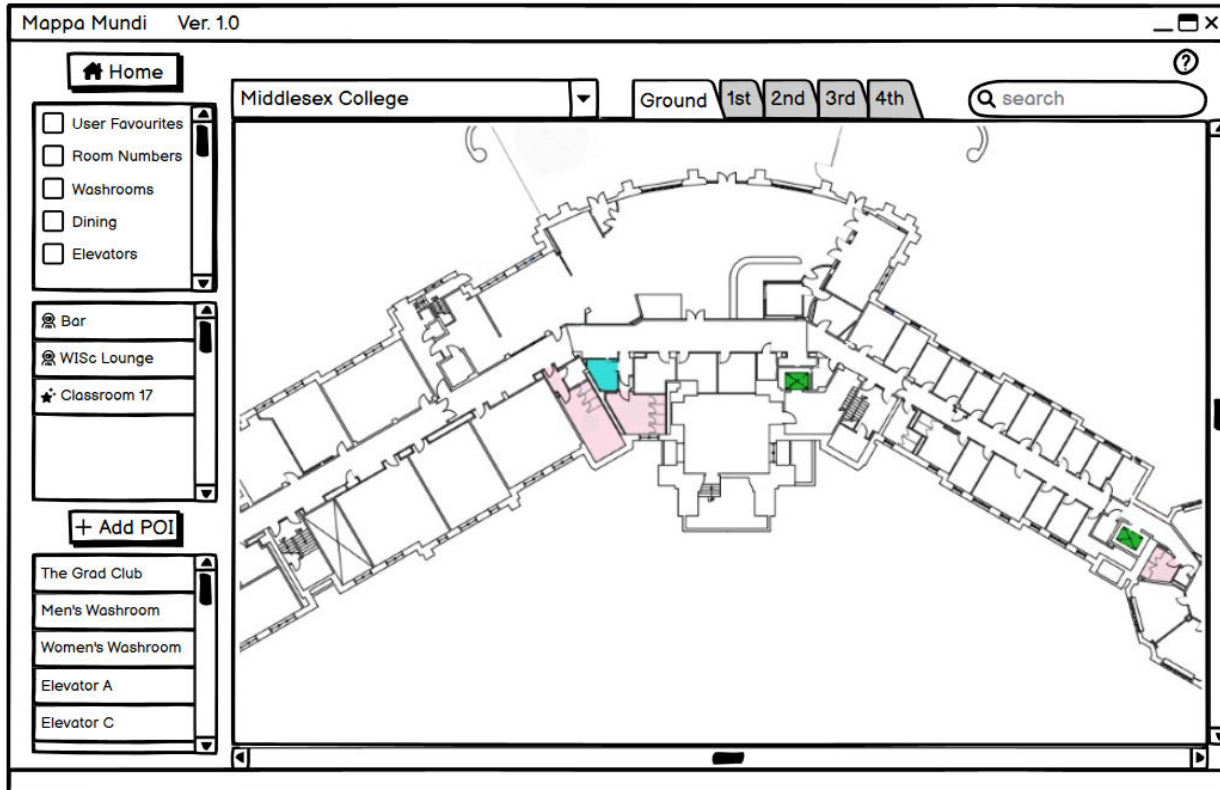 Mappa Mundi Ver. 1.0
Home
Middlesex College
Ground 1st 2nd 3rd 4th
search
User Favourites
Room Numbers
Washrooms
Dining
Elevators
Bar
WISc Lounge
Classroom 17
+ Add POI
The Grad Club
Men's Washroom
Women's Washroom
Elevator A
Elevator C